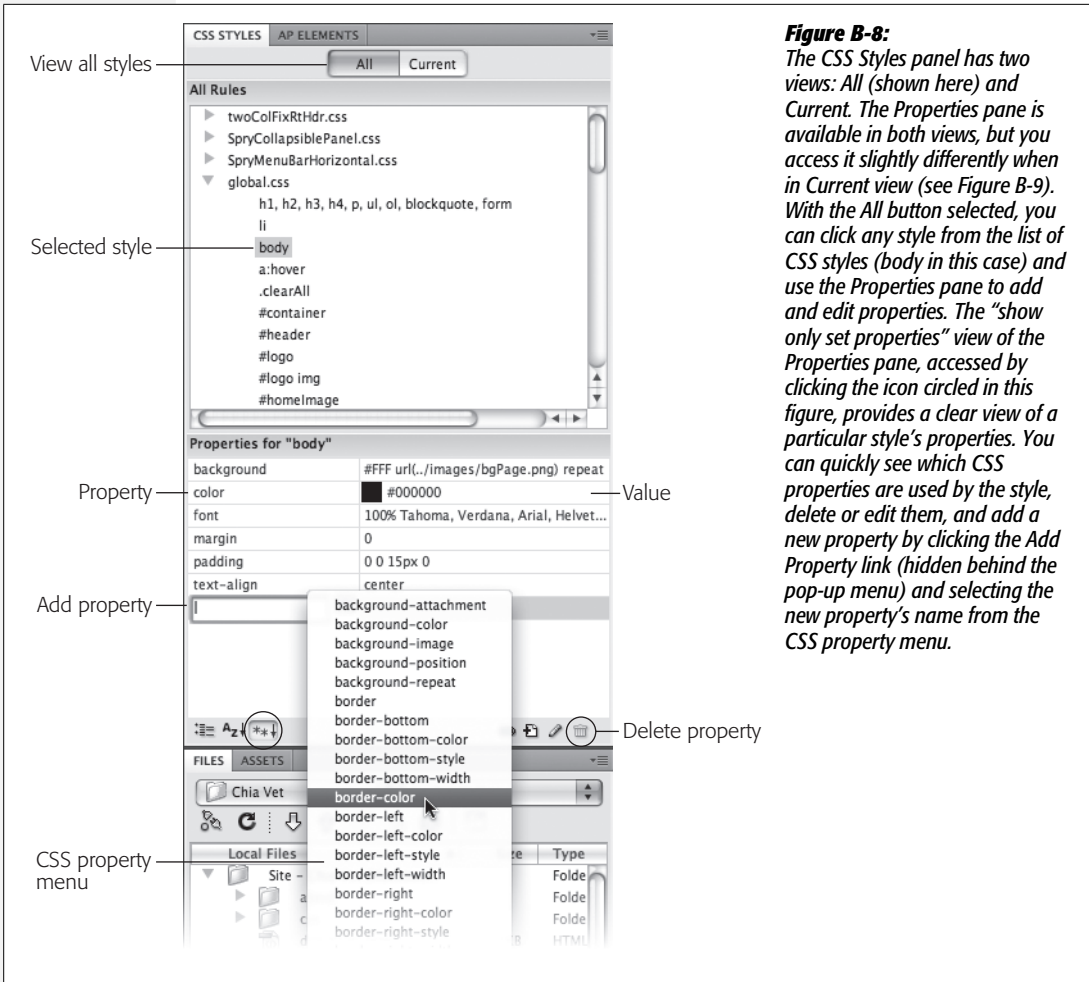 CSS STYLES AP ELEMENTS
View all styles
All Current
All Rules
twoColFixRtHdr.css
SpryCollapsiblePanel.css
SpryMenuBarHorizontal.css
global.css
h1, h2, h3, h4, p, ul, ol, blockquote, form
li
Selected style
body
a:hover
.clearAll
#container
#header
#logo
#logo img
#homeImage
Properties for "body"
background #FFF url(../images/bgPage.png) repeat
Property
color #000000
Value
font 100% Tahoma, Verdana, Arial, Helvet...
margin 0
padding 0 0 15px 0
text-align center
Add property
background-attachment
background-color
background-image
background-position
background-repeat
border
border-bottom
border-bottom-color
border-bottom-style
border-bottom-width
border-color
border-left
border-left-color
border-left-style
border-left-width
border-right
border-right-color
border-right-style
Delete property
FILES ASSETS
Chia Vet
CSS property
menu
Local Files Type
Site - Folde
Folde
Folde
HTML
Figure B-8:
The CSS Styles panel has two
views: All (shown here) and
Current. The Properties pane is
available in both views, but you
access it slightly differently when
in Current view (see Figure B-9).
With the All button selected, you
can click any style from the list of
CSS styles (body in this case) and
use the Properties pane to add
and edit properties. The “show
only set properties” view of the
Properties pane, accessed by
clicking the icon circled in this
figure, provides a clear view of a
particular style’s properties. You
can quickly see which CSS
properties are used by the style,
delete or edit them, and add a
new property by clicking the Add
Property link (hidden behind the
pop-up menu) and selecting the
new property’s name from the
CSS property menu.